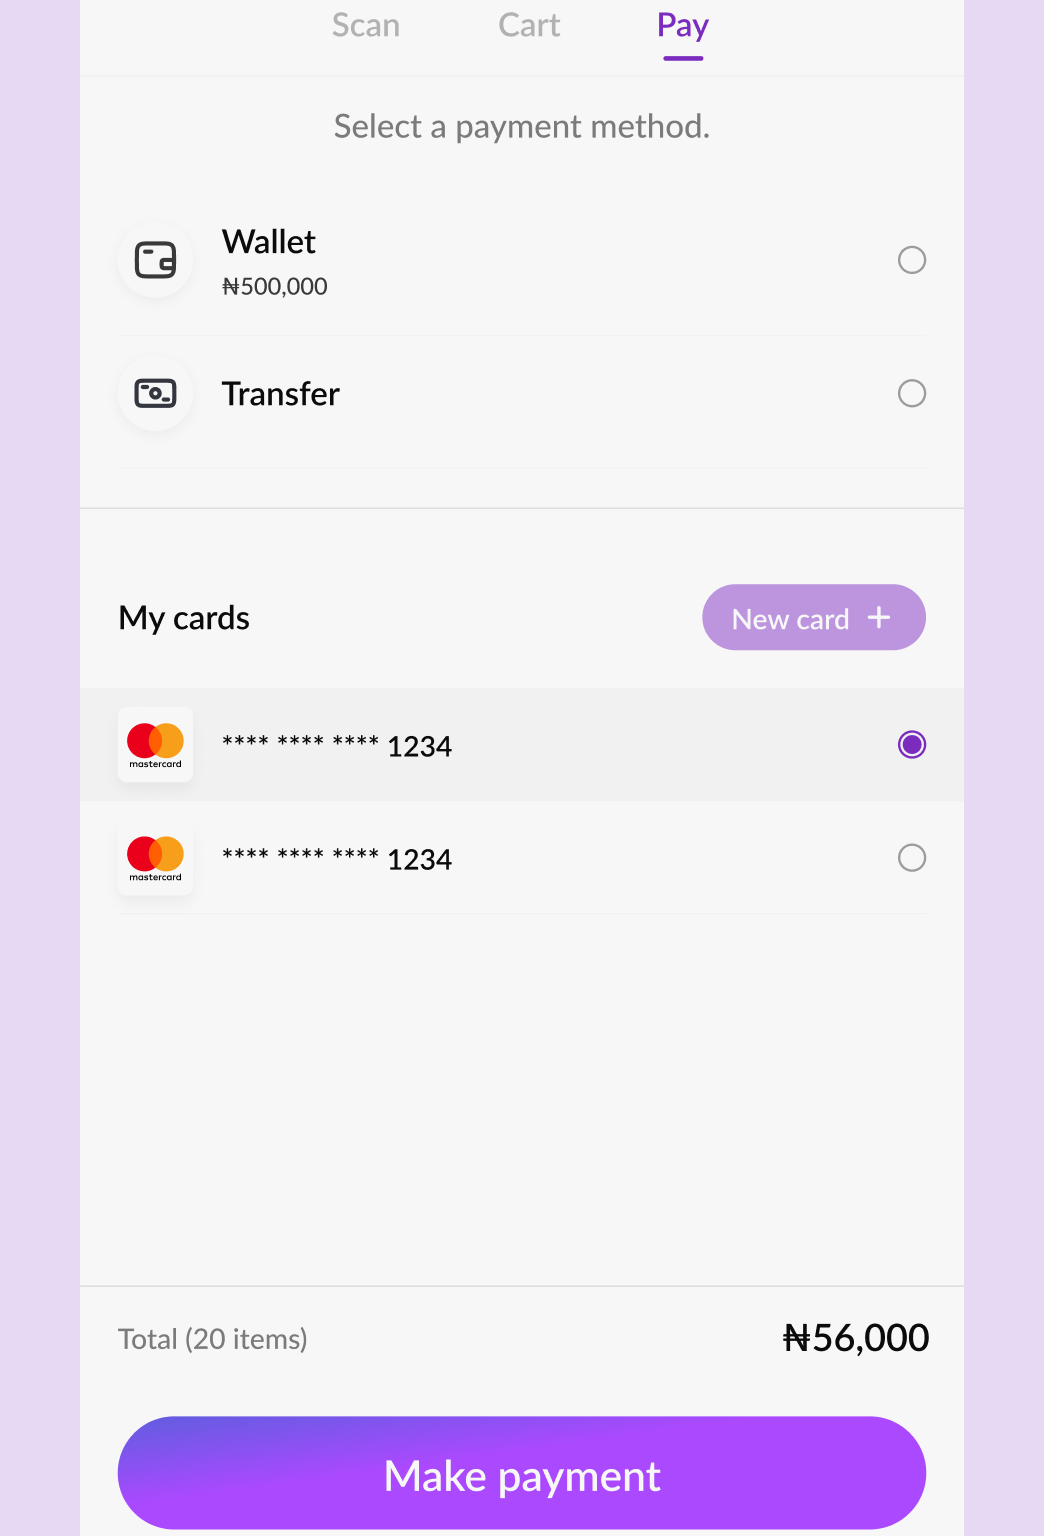 Scan Cart Pay
Select a payment method.
Wallet
₦500,000
Transfer
My cards
New card +
mastercard
**** **** **** 1234
mastercard
**** **** **** 1234
Total (20 items)
₦56,000
Make payment